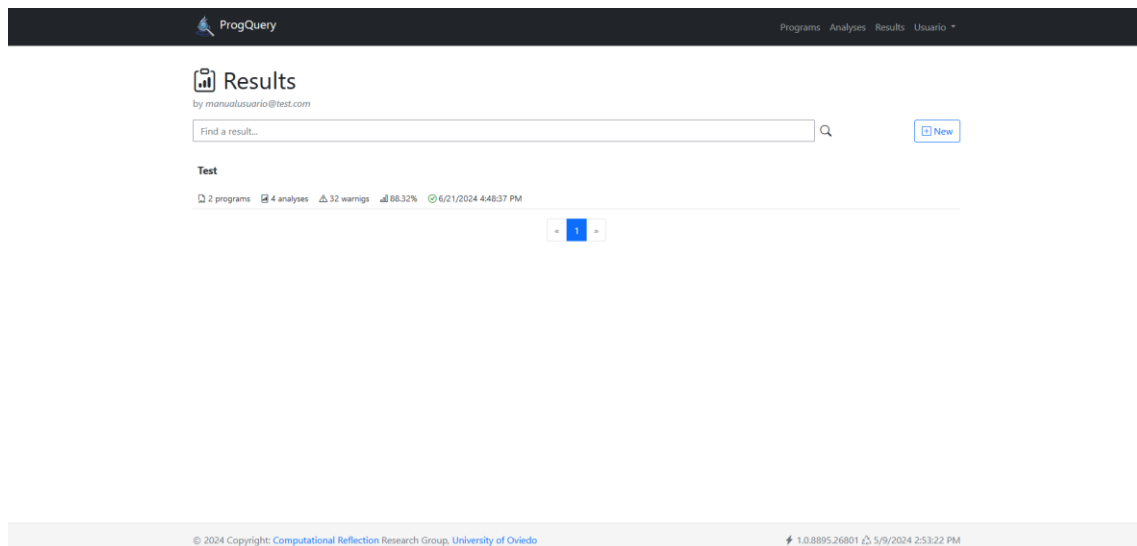 ProgQuery Programs Analyses Results Usuario
Results
by manualusuario@test.com
Find a result... New
Test
2 programs 4 analyses 32 warnigs 88.32% 6/21/2024 4:48:37 PM
« 1 »
© 2024 Copyright: Computational Reflection Research Group, University of Oviedo 1.0.8895.26801 5/9/2024 2:53:22 PM